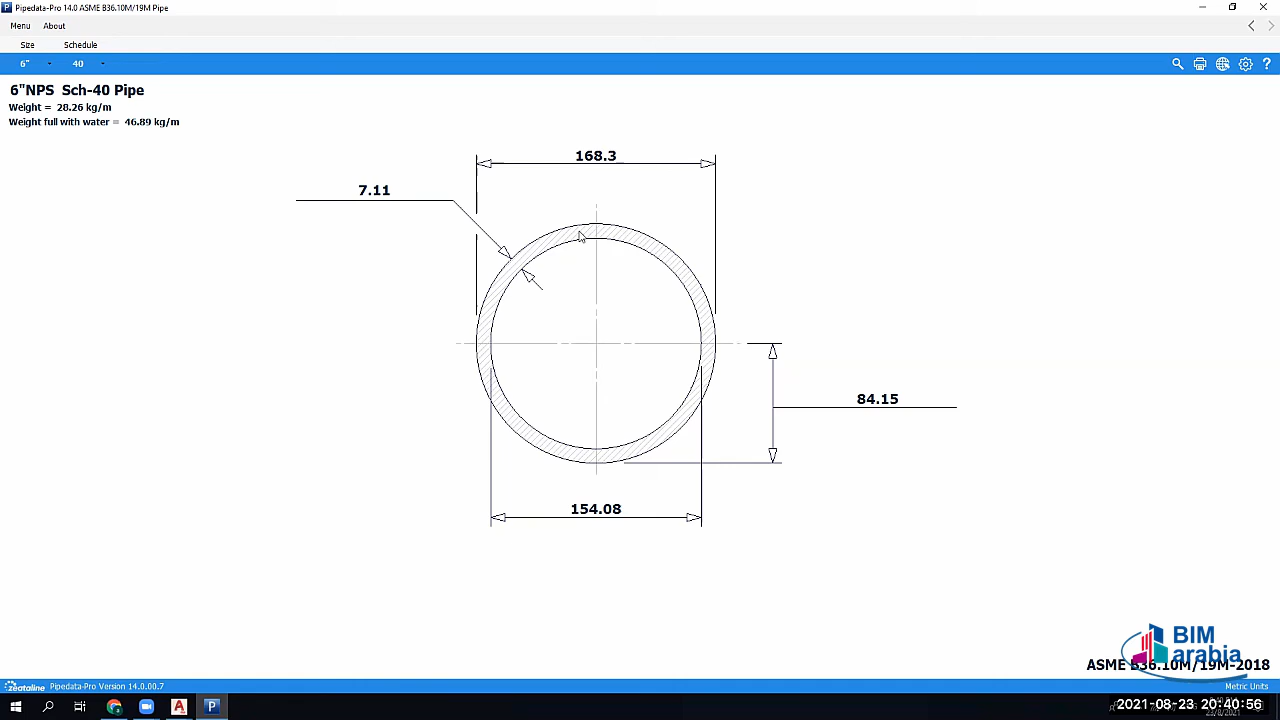 Pipedata-Pro 14.0 ASME B36.10M/19M Pipe
Menu About
Size Schedule
6" 40
6"NPS Sch-40 Pipe
Weight = 28.26 kg/m
Weight full with water = 46.89 kg/m
168.3
7.11
84.15
154.08
BIM
arabia
ASME B36.10M/19M-2018
zeataline Pipedata-Pro Version 14.0.00.7 Metric Units
2021-08-23 20:40:56